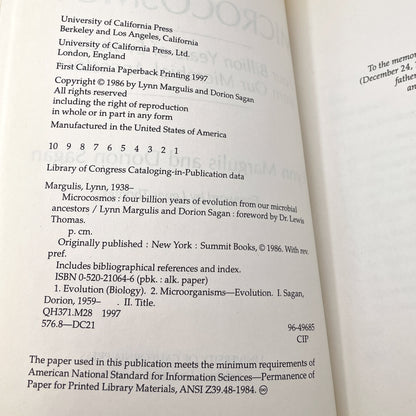 University of California Press
Berkeley and Los Angeles, California
University of California Press, Ltd.
London, England
First California Paperback Printing 1997
Copyright © 1986 by Lynn Margulis and Dorion Sagan
All rights reserved
including the right of reproduction
in whole or in part in any form
Manufactured in the United States of America
10 9 8 7 6 5 4 3 2 1
Library of Congress Cataloging-in-Publication data
Margulis, Lynn, 1938–
Microcosmos : four billion years of evolution from our microbial
ancestors / Lynn Margulis and Dorion Sagan : foreword by Dr. Lewis
Thomas.
p. cm.
Originally published : New York : Summit Books, © 1986. With rev.
pref.
Includes bibliographical references and index.
ISBN 0-520-21064-6 (pbk. : alk. paper)
1. Evolution (Biology). 2. Microorganisms—Evolution. I. Sagan,
Dorion, 1959– . II. Title.
QH371.M28 1997
576.8—DC21 96-49685
CIP
The paper used in this publication meets the minimum requirements of
American National Standard for Information Sciences—Permanence of
Paper for Printed Library Materials, ANSI Z39.48-1984. ∞
To the memor
(December 24,
father
an